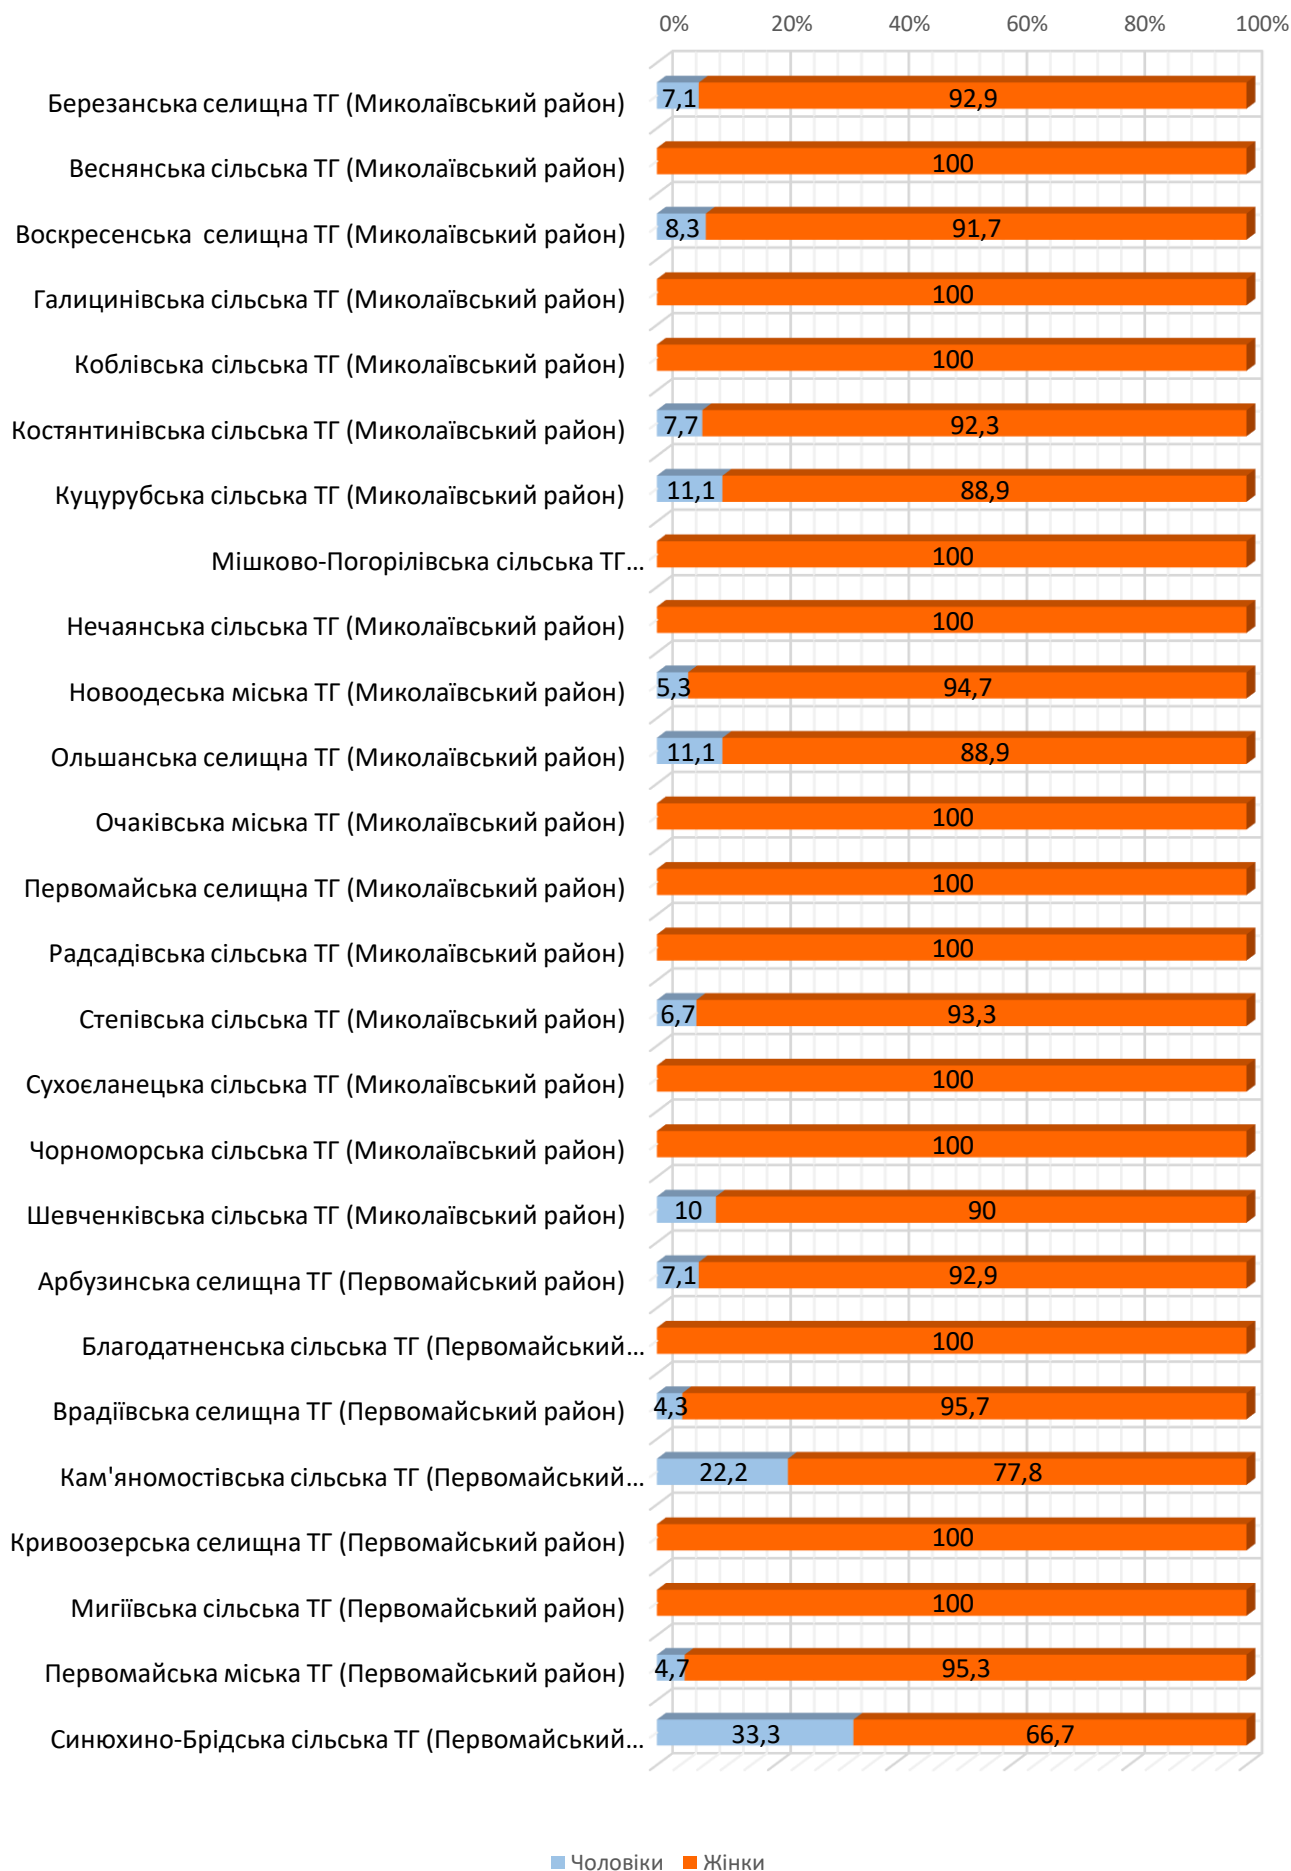 0% 20% 40% 60% 80% 100%
Березанська селищна ТГ (Миколаївський район) 7,1 92,9
Веснянська сільська ТГ (Миколаївський район) 100
Воскресенська селищна ТГ (Миколаївський район) 8,3 91,7
Галицинівська сільська ТГ (Миколаївський район) 100
Коблівська сільська ТГ (Миколаївський район) 100
Костянтинівська сільська ТГ (Миколаївський район) 7,7 92,3
Куцурубська сільська ТГ (Миколаївський район) 11,1 88,9
Мішково-Погорілівська сільська ТГ... 100
Нечаянська сільська ТГ (Миколаївський район) 100
Новоодеська міська ТГ (Миколаївський район) 5,3 94,7
Ольшанська селищна ТГ (Миколаївський район) 11,1 88,9
Очаківська міська ТГ (Миколаївський район) 100
Первомайська селищна ТГ (Миколаївський район) 100
Радсадівська сільська ТГ (Миколаївський район) 100
Степівська сільська ТГ (Миколаївський район) 6,7 93,3
Сухоєланецька сільська ТГ (Миколаївський район) 100
Чорноморська сільська ТГ (Миколаївський район) 100
Шевченківська сільська ТГ (Миколаївський район) 10 90
Арбузинська селищна ТГ (Первомайський район) 7,1 92,9
Благодатненська сільська ТГ (Первомайський... 100
Врадіївська селищна ТГ (Первомайський район) 4,3 95,7
Кам'яномостівська сільська ТГ (Первомайський... 22,2 77,8
Кривоозерська селищна ТГ (Первомайський район) 100
Мигіївська сільська ТГ (Первомайський район) 100
Первомайська міська ТГ (Первомайський район) 4,7 95,3
Синюхино-Брідська сільська ТГ (Первомайський... 33,3 66,7
Чоловіки Жінки